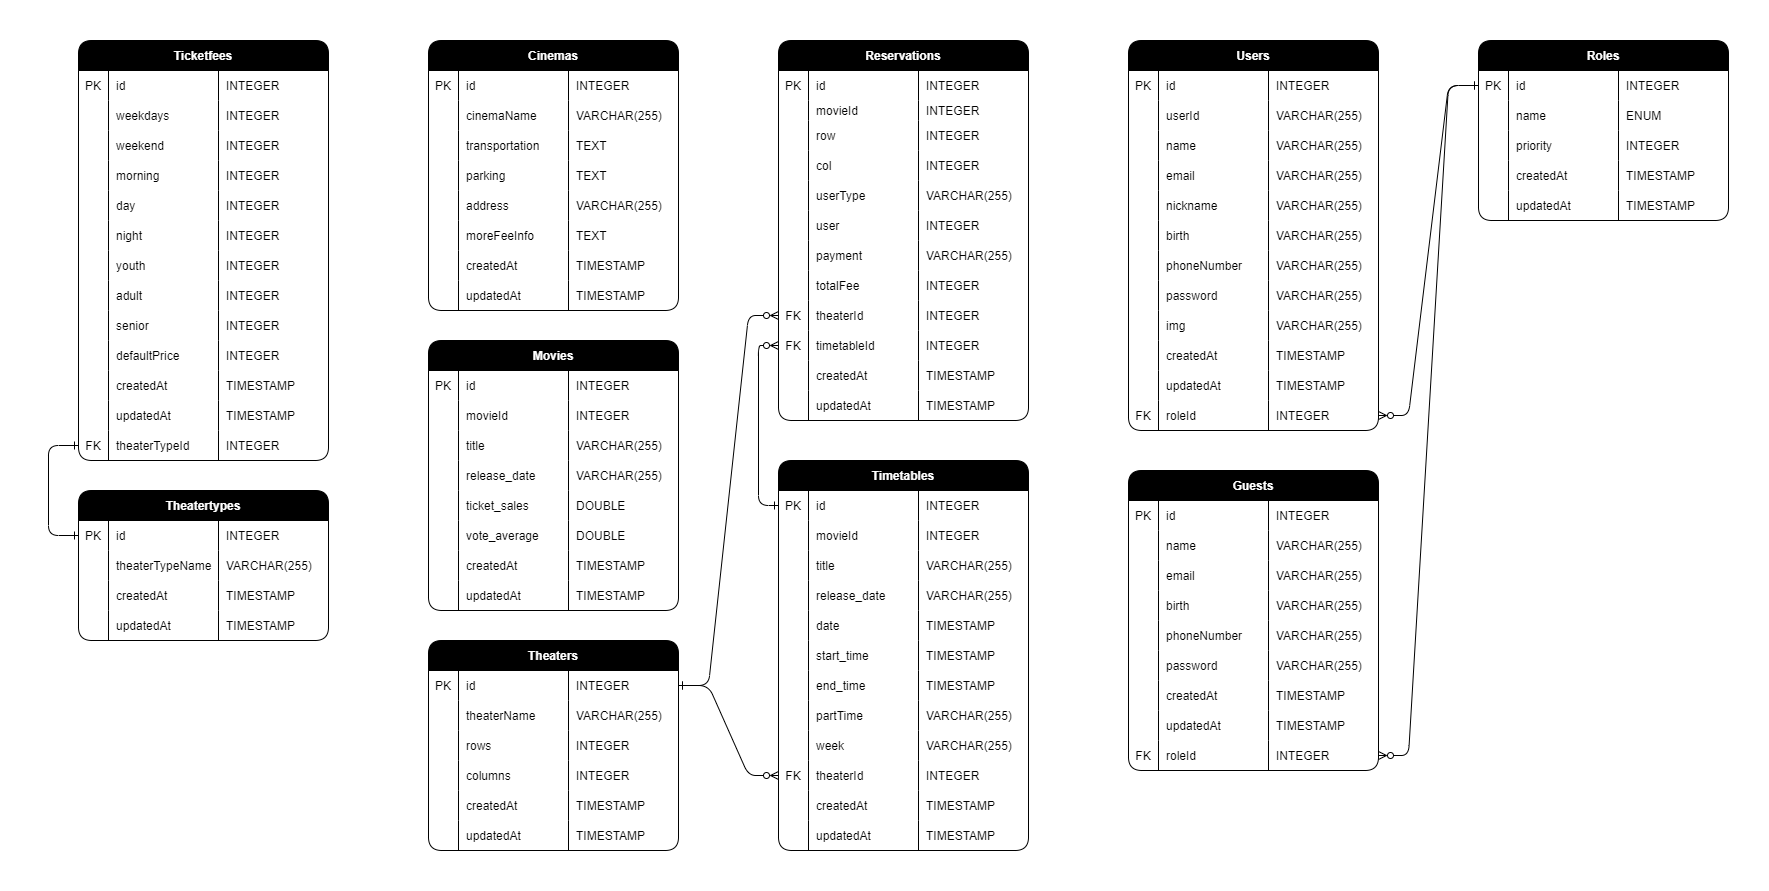 Ticketfees
PK id INTEGER
weekdays INTEGER
weekend INTEGER
morning INTEGER
day INTEGER
night INTEGER
youth INTEGER
adult INTEGER
senior INTEGER
defaultPrice INTEGER
createdAt TIMESTAMP
updatedAt TIMESTAMP
FK theaterTypeId INTEGER
Theatertypes
PK id INTEGER
theaterTypeName VARCHAR(255)
createdAt TIMESTAMP
updatedAt TIMESTAMP
Cinemas
PK id INTEGER
cinemaName VARCHAR(255)
transportation TEXT
parking TEXT
address VARCHAR(255)
moreFeeInfo TEXT
createdAt TIMESTAMP
updatedAt TIMESTAMP
Movies
PK id INTEGER
movieId INTEGER
title VARCHAR(255)
release_date VARCHAR(255)
ticket_sales DOUBLE
vote_average DOUBLE
createdAt TIMESTAMP
updatedAt TIMESTAMP
Theaters
PK id INTEGER
theaterName VARCHAR(255)
rows INTEGER
columns INTEGER
createdAt TIMESTAMP
updatedAt TIMESTAMP
Reservations
PK id INTEGER
movieId INTEGER
row INTEGER
col INTEGER
userType VARCHAR(255)
user INTEGER
payment VARCHAR(255)
totalFee INTEGER
FK theaterId INTEGER
FK timetableId INTEGER
createdAt TIMESTAMP
updatedAt TIMESTAMP
Timetables
PK id INTEGER
movieId INTEGER
title VARCHAR(255)
release_date VARCHAR(255)
date TIMESTAMP
start_time TIMESTAMP
end_time TIMESTAMP
partTime VARCHAR(255)
week VARCHAR(255)
FK theaterId INTEGER
createdAt TIMESTAMP
updatedAt TIMESTAMP
Users
PK id INTEGER
userId VARCHAR(255)
name VARCHAR(255)
email VARCHAR(255)
nickname VARCHAR(255)
birth VARCHAR(255)
phoneNumber VARCHAR(255)
password VARCHAR(255)
img VARCHAR(255)
createdAt TIMESTAMP
updatedAt TIMESTAMP
FK roleId INTEGER
Guests
PK id INTEGER
name VARCHAR(255)
email VARCHAR(255)
birth VARCHAR(255)
phoneNumber VARCHAR(255)
password VARCHAR(255)
createdAt TIMESTAMP
updatedAt TIMESTAMP
FK roleId INTEGER
Roles
PK id INTEGER
name ENUM
priority INTEGER
createdAt TIMESTAMP
updatedAt TIMESTAMP